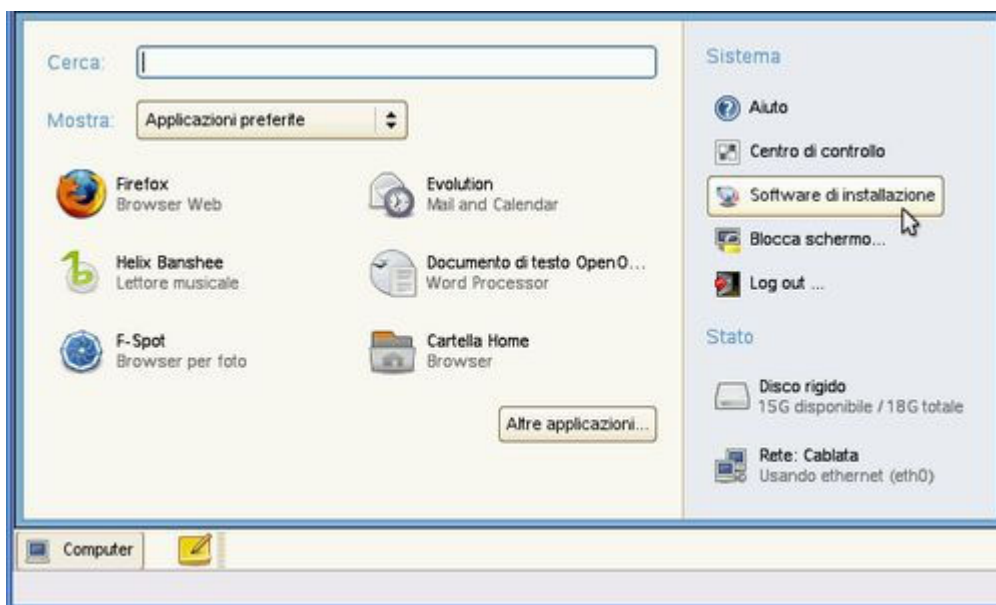 Cerca:
Mostra: Applicazioni preferite
Firefox
Browser Web
Evolution
Mail and Calendar
Helix Banshee
Lettore musicale
Documento di testo OpenO...
Word Processor
F-Spot
Browser per foto
Cartella Home
Browser
Altre applicazioni...
Sistema
Aiuto
Centro di controllo
Software di installazione
Blocca schermo...
Log out ...
Stato
Disco rigido
15G disponibile / 18G totale
Rete: Cablata
Usando ethernet (eth0)
Computer